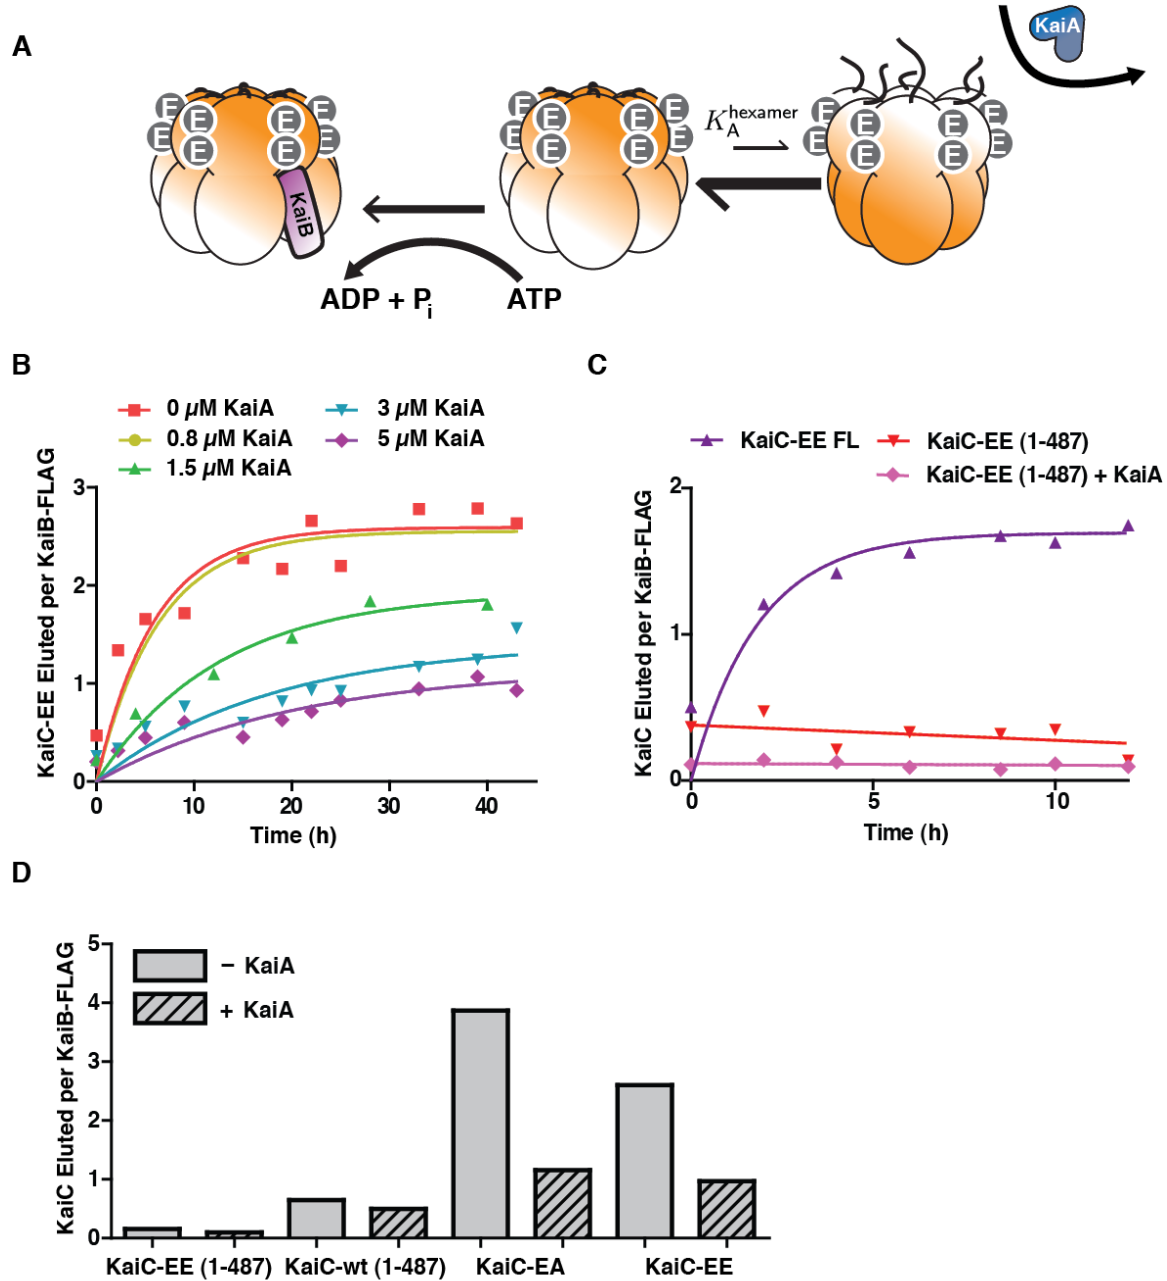 A
KaiA
E E E E E E
E E E E E E
E E E E E E
K_A^hexamer
KaiB
ADP + Pi
ATP
B
0 µM KaiA
3 µM KaiA
0.8 µM KaiA
5 µM KaiA
1.5 µM KaiA
KaiC-EE Eluted per KaiB-FLAG
3
2
1
0
0 10 20 30 40
Time (h)
C
KaiC-EE FL
KaiC-EE (1-487)
KaiC-EE (1-487) + KaiA
KaiC Eluted per KaiB-FLAG
2
1
0
0 5 10
Time (h)
D
KaiC Eluted per KaiB-FLAG
5
4
3
2
1
0
– KaiA
+ KaiA
KaiC-EE (1-487) KaiC-wt (1-487) KaiC-EA KaiC-EE